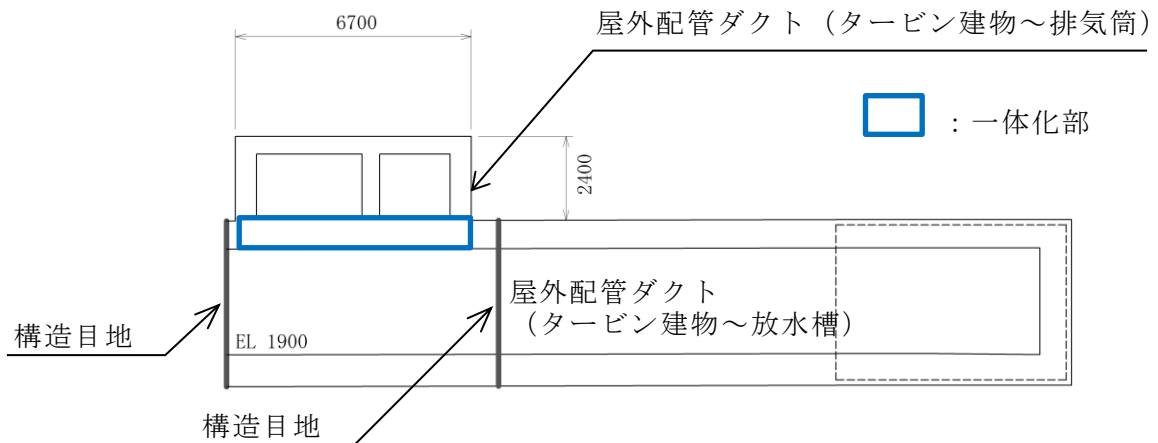 6700
屋外配管ダクト（タービン建物～排気筒）
：一体化部
2400
屋外配管ダクト
（タービン建物～放水槽）
構造目地
EL 1900
構造目地